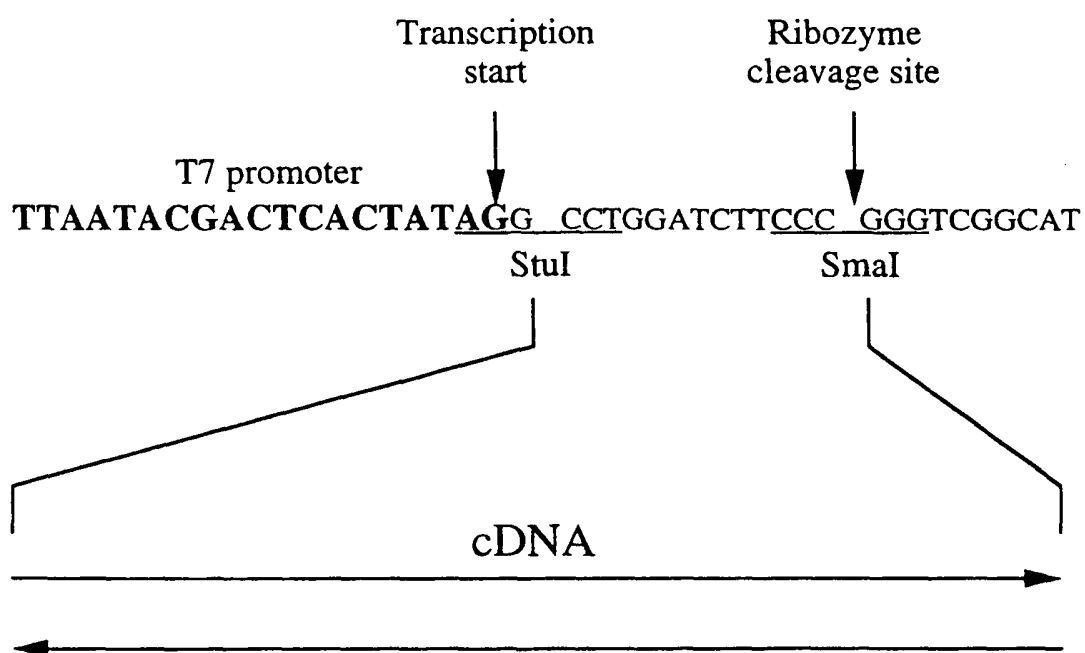 Transcription start
Ribozyme cleavage site
T7 promoter
TTAATACGACTCACTATAGG CCTGGATCTTCCC GGGTCGGCAT
StuI
SmaI
cDNA